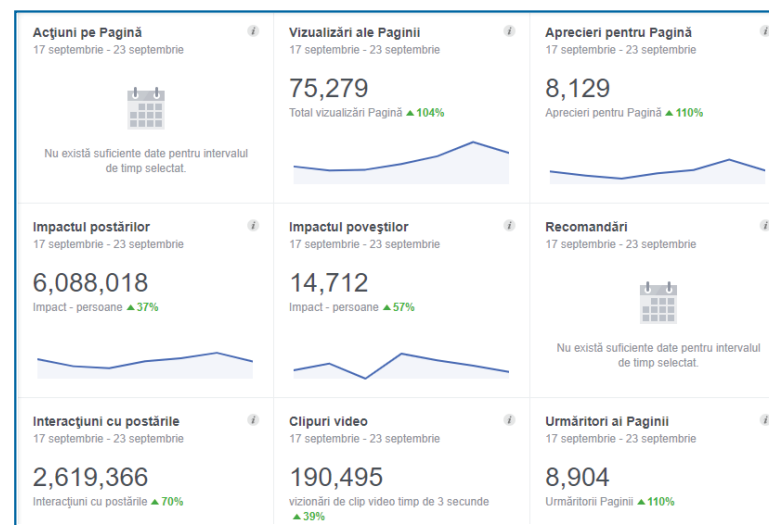 Acţiuni pe Pagină
17 septembrie - 23 septembrie
Nu există suficiente date pentru intervalul
de timp selectat.
Vizualizări ale Paginii
17 septembrie - 23 septembrie
75,279
Total vizualizări Pagină ▲ 104%
Aprecieri pentru Pagină
17 septembrie - 23 septembrie
8,129
Aprecieri pentru Pagină ▲ 110%
Impactul postărilor
17 septembrie - 23 septembrie
6,088,018
Impact - persoane ▲ 37%
Impactul poveştilor
17 septembrie - 23 septembrie
14,712
Impact - persoane ▲ 57%
Recomandări
17 septembrie - 23 septembrie
Nu există suficiente date pentru intervalul
de timp selectat.
Interacţiuni cu postările
17 septembrie - 23 septembrie
2,619,366
Interacţiuni cu postările ▲ 70%
Clipuri video
17 septembrie - 23 septembrie
190,495
vizionări de clip video timp de 3 secunde
▲ 39%
Urmăritori ai Paginii
17 septembrie - 23 septembrie
8,904
Urmăritorii Paginii ▲ 110%